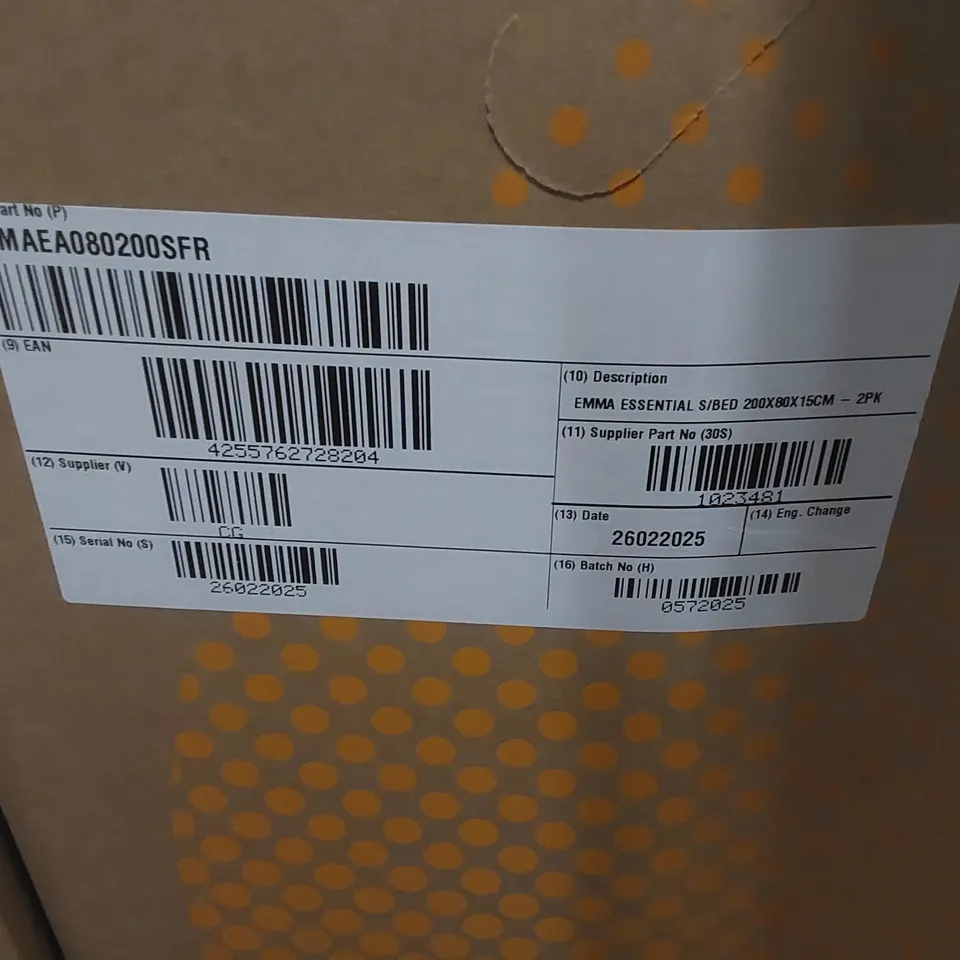 art No (P)
MAEA080200SFR
(9) EAN
4255762728204
(10) Description
EMMA ESSENTIAL S/BED 200X80X15CM – 2PK
(11) Supplier Part No (30S)
1023481
(12) Supplier (V)
CG
(13) Date
26022025
(14) Eng. Change
(15) Serial No (S)
26022025
(16) Batch No (H)
0572025